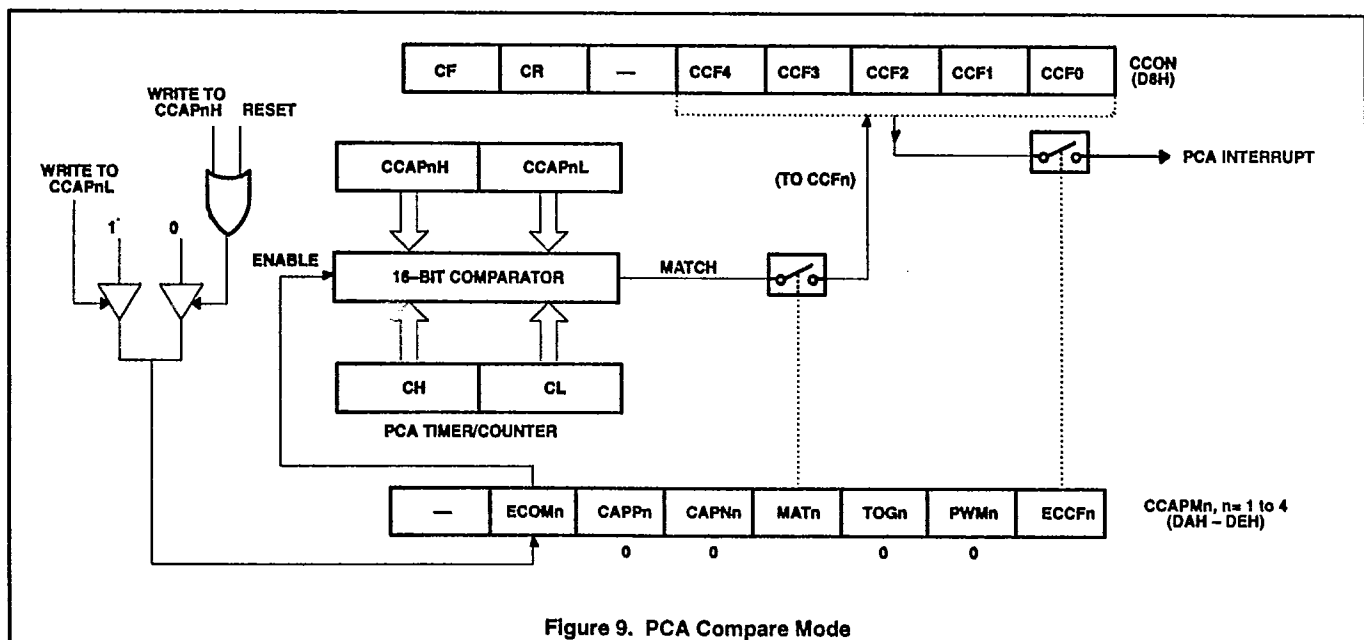 CF CR — CCF4 CCF3 CCF2 CCF1 CCF0
CCON
(D8H)
WRITE TO
CCAPnH RESET
WRITE TO
CCAPnL
1 0
CCAPnH CCAPnL
(TO CCFn)
PCA INTERRUPT
ENABLE
16–BIT COMPARATOR
MATCH
CH CL
PCA TIMER/COUNTER
— ECOMn CAPPn CAPNn MATn TOGn PWMn ECCFn
CCAPMn, n= 1 to 4
(DAH – DEH)
0 0 0 0
Figure 9. PCA Compare Mode